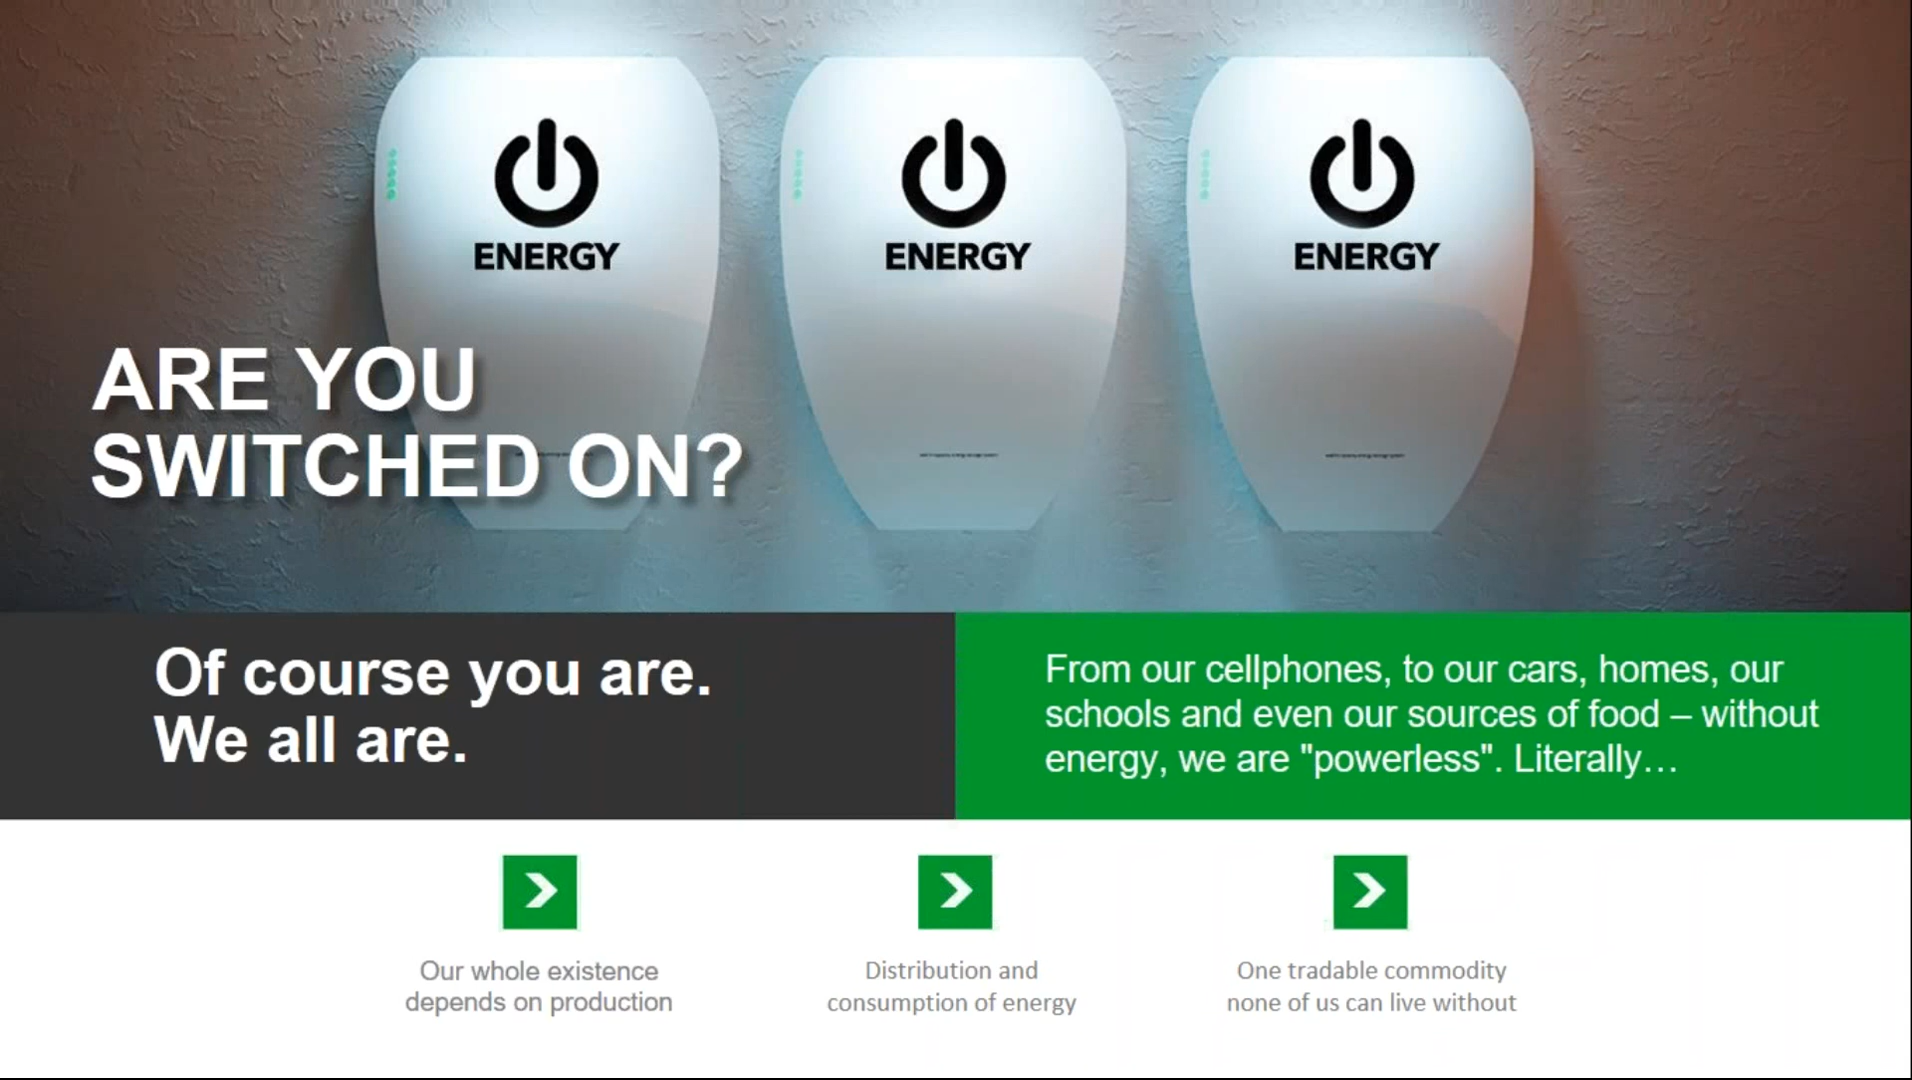 ENERGY
ENERGY
ENERGY
ARE YOU
SWITCHED ON?
Of course you are.
We all are.
From our cellphones, to our cars, homes, our
schools and even our sources of food – without
energy, we are "powerless". Literally…
Our whole existence
depends on production
Distribution and
consumption of energy
One tradable commodity
none of us can live without